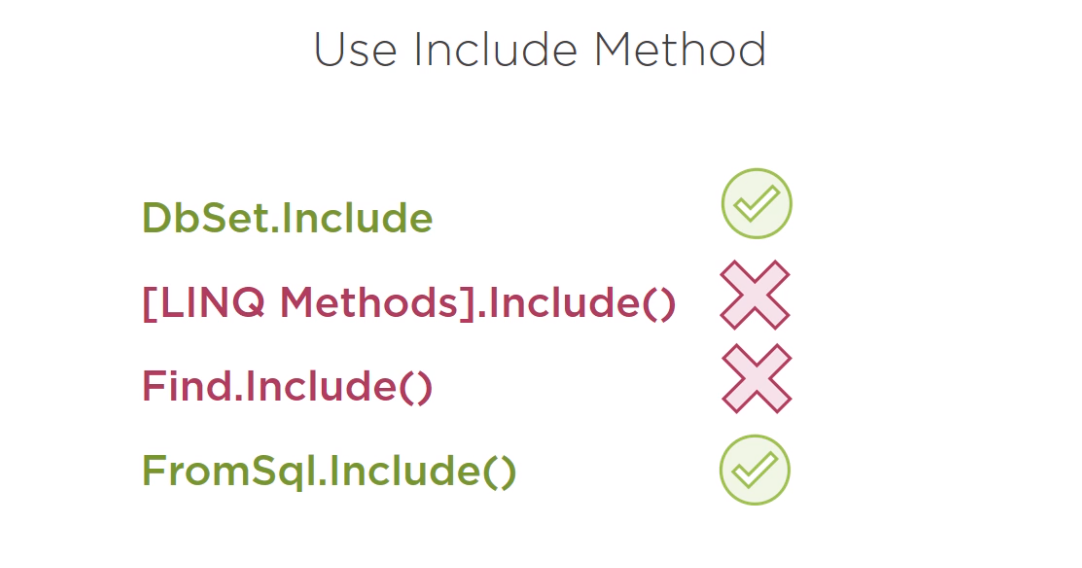 Use Include Method
DbSet.Include
[LINQ Methods].Include()
Find.Include()
FromSql.Include()